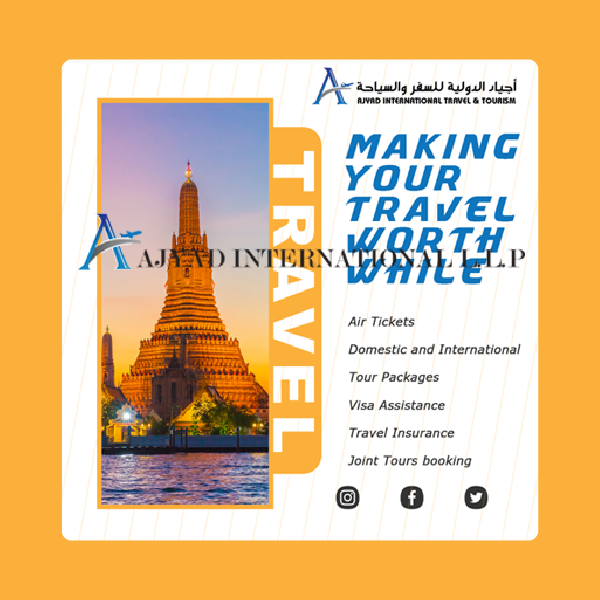 أجياد الدولية للسفر والسياحة
AJYAD INTERNATIONAL TRAVEL & TOURISM
MAKING
YOUR
TRAVEL
WORTH
WHILE
TRAVEL
AJYAD INTERNATIONAL L.L.P
Air Tickets
Domestic and International
Tour Packages
Visa Assistance
Travel Insurance
Joint Tours booking